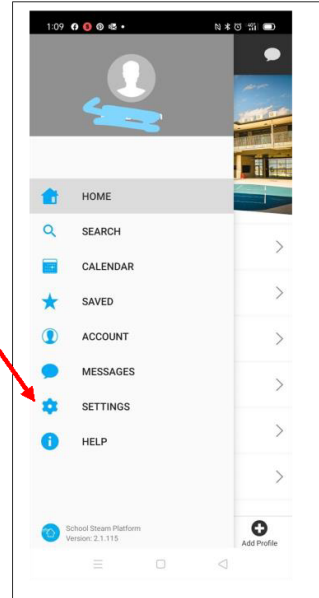 1:09
HOME
SEARCH
CALENDAR
SAVED
ACCOUNT
MESSAGES
SETTINGS
HELP
School Steam Platform
Version: 2.1.115
Add Profile